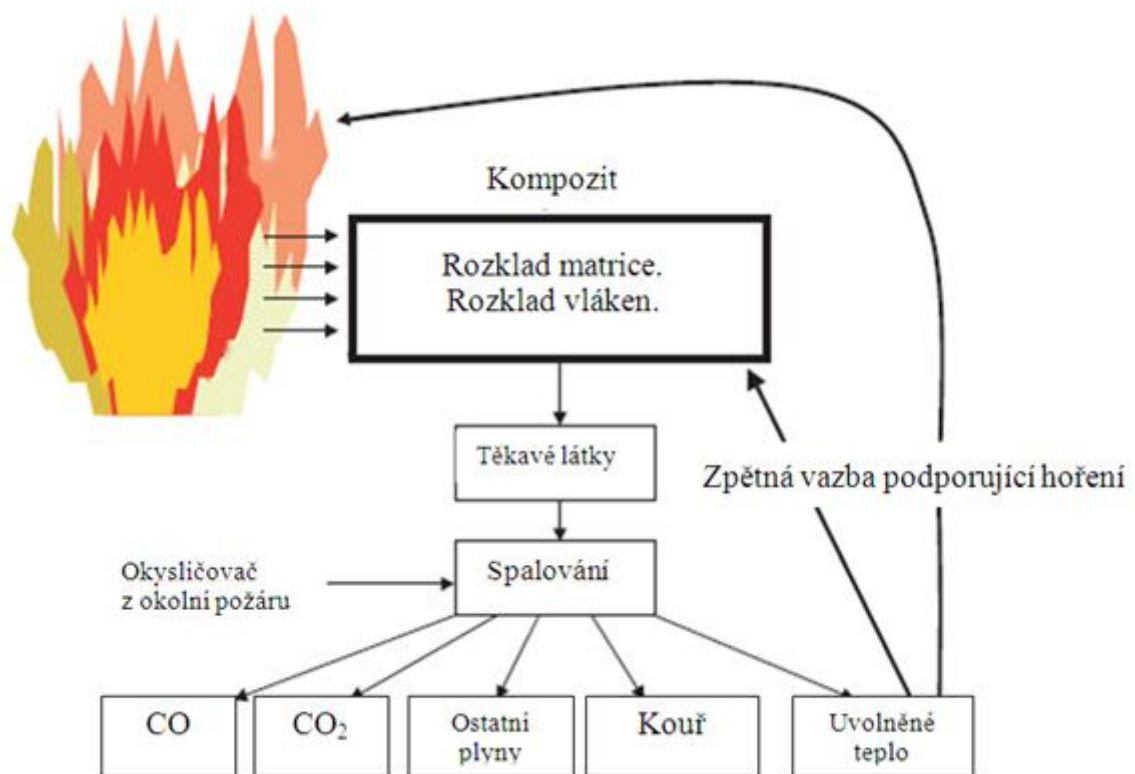 Kompozit
Rozklad matrice.
Rozklad vláken.
Těkavé látky
Zpětná vazba podporující hoření
Okysličovač
z okolní požáru
Spalování
CO
CO₂
Ostatní
plyny
Kouř
Uvolněné
teplo